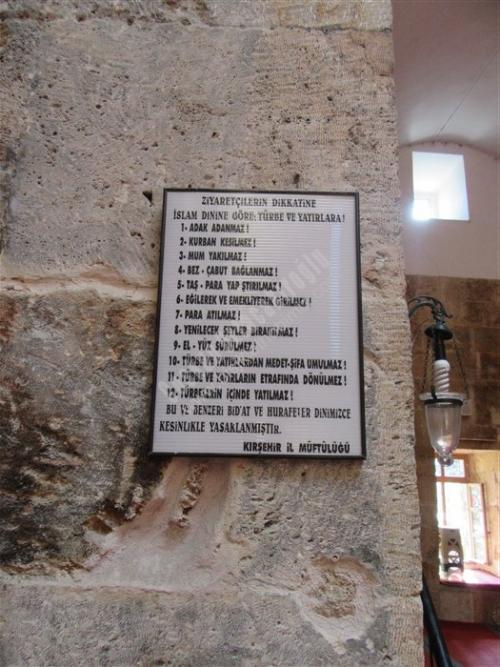 ZİYARETÇİLERİN DİKKATİNE
İSLAM DİNİNE GÖRE; TÜRBE VE YATIRLARA!
1- ADAK ADANMAZ!
2- KURBAN KESİLMEZ!
3- MUM YAKILMAZ!
4- BEZ - ÇABUT BAĞLANMAZ!
5- TAŞ - PARA YAPIŞTIRILMAZ!
6- EĞİLEREK VE EMEKLİYEREK GİRİLMEZ!
7- PARA ATILMAZ!
8- YENİLECEK ŞEYLER BIRAKILMAZ!
9- EL - YÜZ SÜRÜLMEZ!
10- TÜRBE VE YATIRLARDAN MEDET-ŞİFA UMULMAZ!
11- TÜRBE VE YATIRLARIN ETRAFINDA DÖNÜLMEZ!
12- TÜRBELERİN İÇİNDE YATILMAZ!
BU VE BENZERİ BİD'AT VE HURAFELER DİNİMİZCE
KESİNLİKLE YASAKLANMIŞTIR.
KIRŞEHİR İL MÜFTÜLÜĞÜ